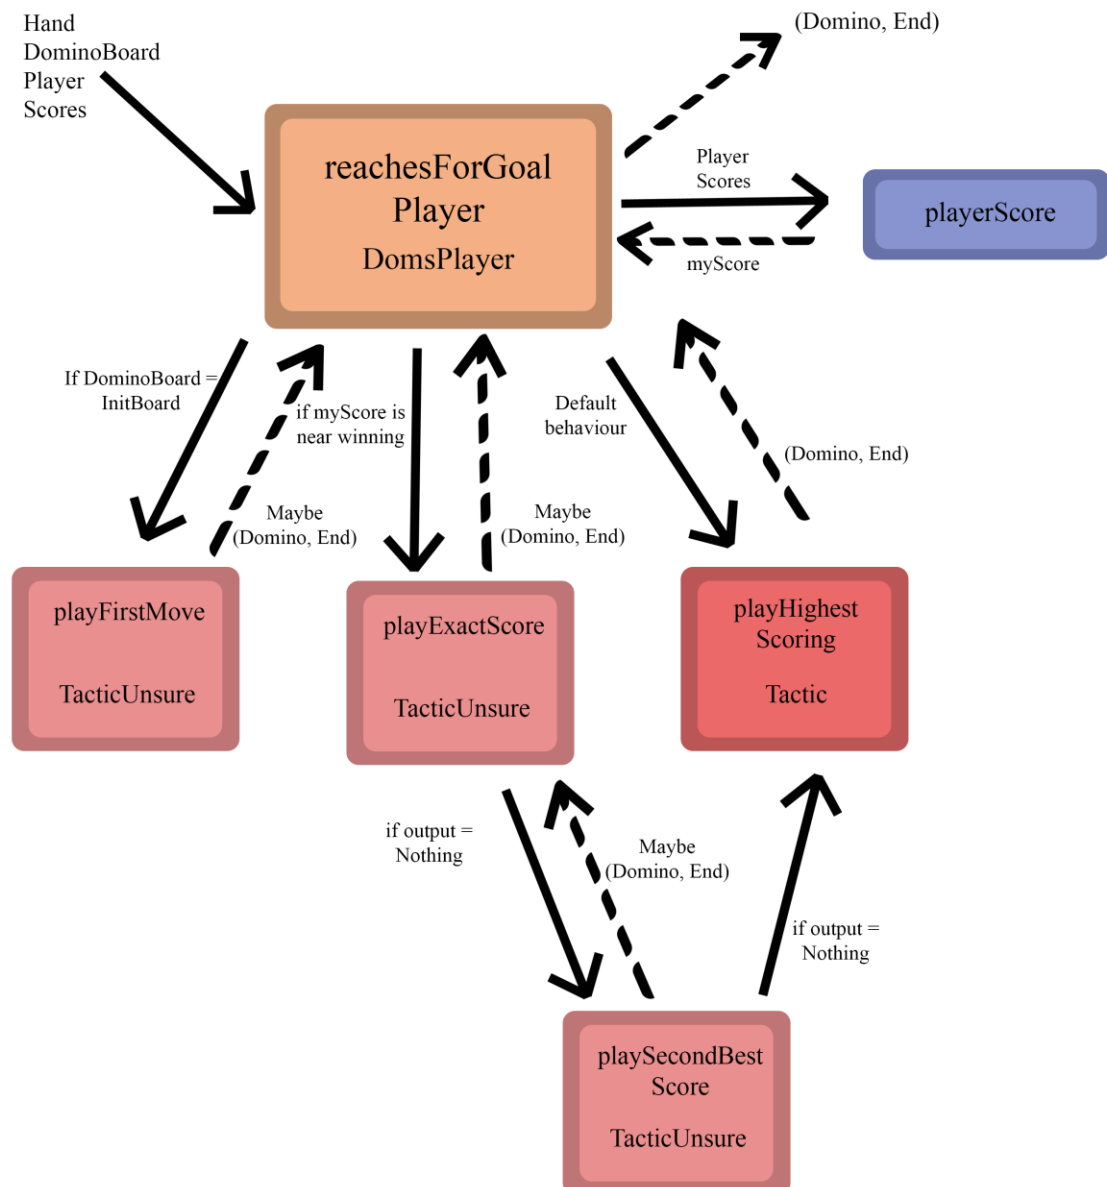 Hand
DominoBoard
Player
Scores
(Domino, End)
reachesForGoal
Player
DomsPlayer
Player
Scores
playerScore
myScore
If DominoBoard =
InitBoard
if myScore is
near winning
Default
behaviour
(Domino, End)
Maybe
(Domino, End)
Maybe
(Domino, End)
playFirstMove
TacticUnsure
playExactScore
TacticUnsure
playHighest
Scoring
Tactic
if output =
Nothing
Maybe
(Domino, End)
if output =
Nothing
playSecondBest
Score
TacticUnsure